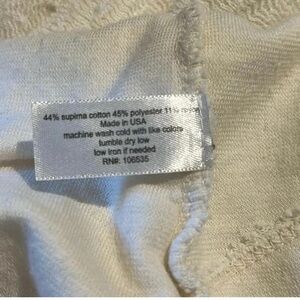 44% supima cotton 45% polyester 11%
Made in USA
machine wash cold with like colors
tumble dry low
low iron if needed
RN#: 106535